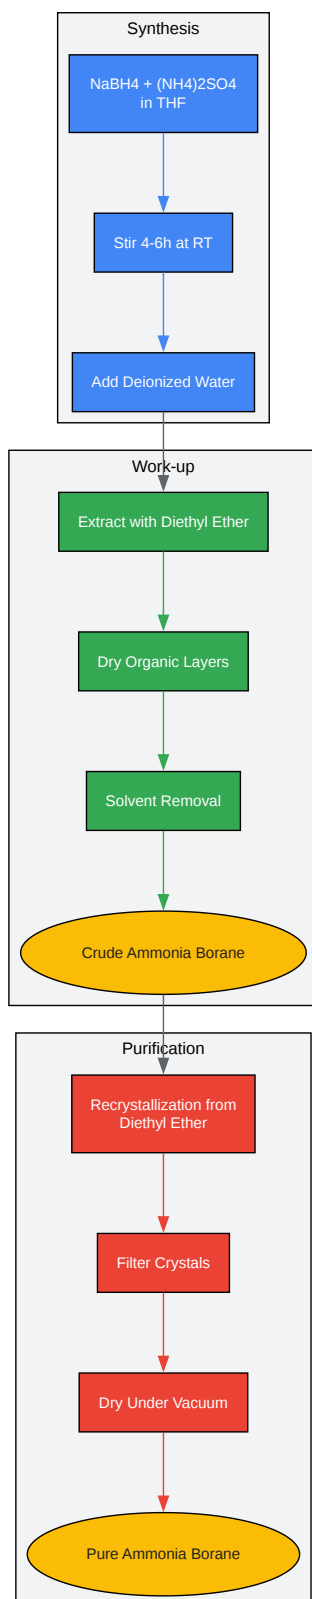 Synthesis
NaBH4 + (NH4)2SO4
in THF
Stir 4-6h at RT
Add Deionized Water
Work-up
Extract with Diethyl Ether
Dry Organic Layers
Solvent Removal
Crude Ammonia Borane
Purification
Recrystallization from
Diethyl Ether
Filter Crystals
Dry Under Vacuum
Pure Ammonia Borane